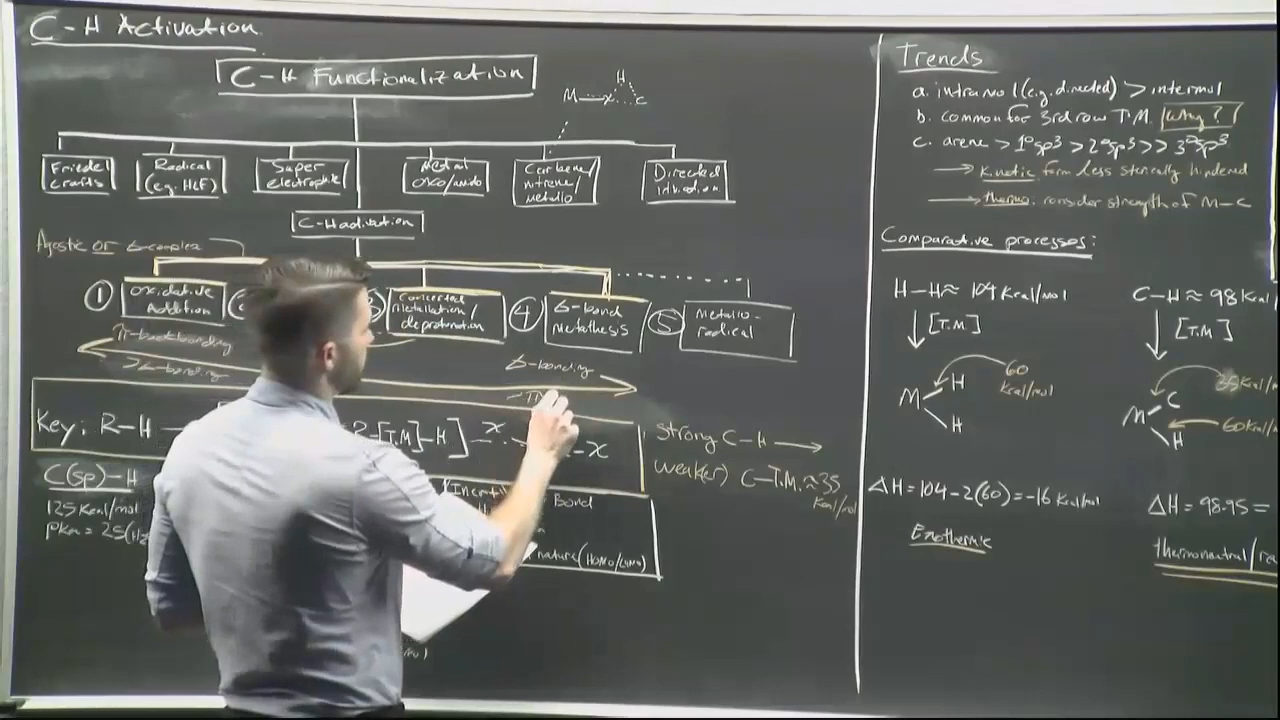 C-H Activation
C-H Functionalization
H
M—x C
Friedel
crafts
Radical
(e.g. HLF)
Super
electrophile
Metal
oxo/imido
Carbene/
nitrene/
metallo
Directed
C-H activation
Agostic or σ-complex
① Oxidative
Addition
Concerted
metallation/
deprotonation
④ σ-bond
metathesis
⑤ Metallo-
radical
π-backbonding
>σ-bonding
σ-bonding
Key: R-H
R-[T.M]-H] x -x
C(sp)-H
125 Kcal/mol
pKa = 25
Bond
nature (HOMO/LUMO)
Strong C-H →
weak(er) C-T.M. ≈ 35
Kcal/mol
Trends
a. intramol (e.g. directed) > intermol
b. common for 3rd row T.M. why?
c. arene > 1° sp³ > 2° sp³ >> 3° sp³
→ kinetic form less sterically hindered
→ thermo. consider strength of M-C
Comparative processes:
H-H ≈ 104 Kcal/mol
[T.M]
M H H
60
Kcal/mol
ΔH = 104-2(60) = -16 Kcal/mol
Exothermic
C-H ≈ 98 Kcal
[T.M]
M C H
35 Kcal/m
60 Kcal/m
ΔH = 98-95 =
thermoneutral/